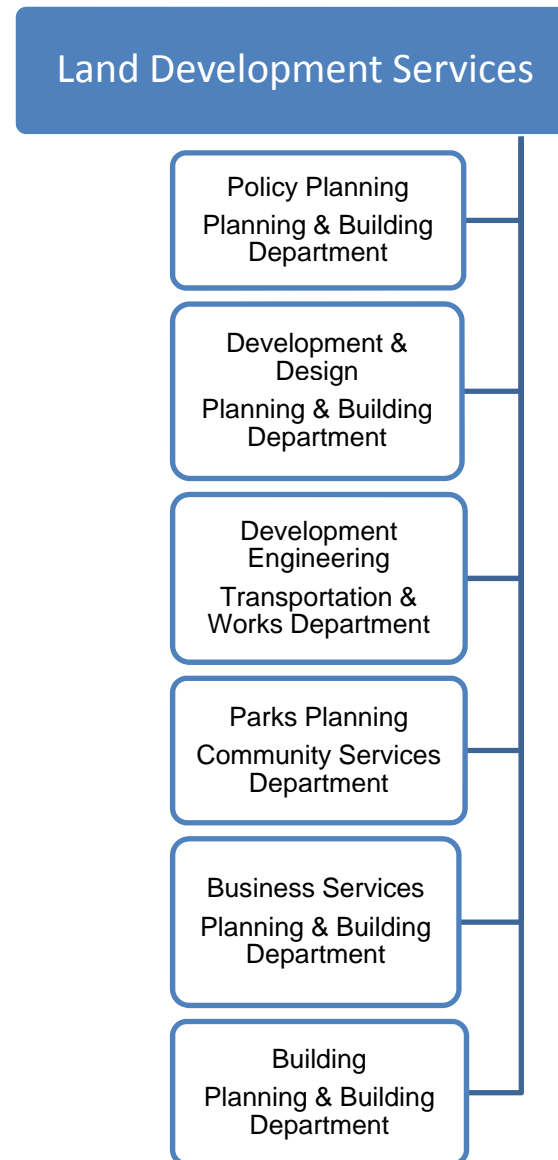 Land Development Services
Policy Planning
Planning & Building
Department
Development &
Design
Planning & Building
Department
Development
Engineering
Transportation &
Works Department
Parks Planning
Community Services
Department
Business Services
Planning & Building
Department
Building
Planning & Building
Department